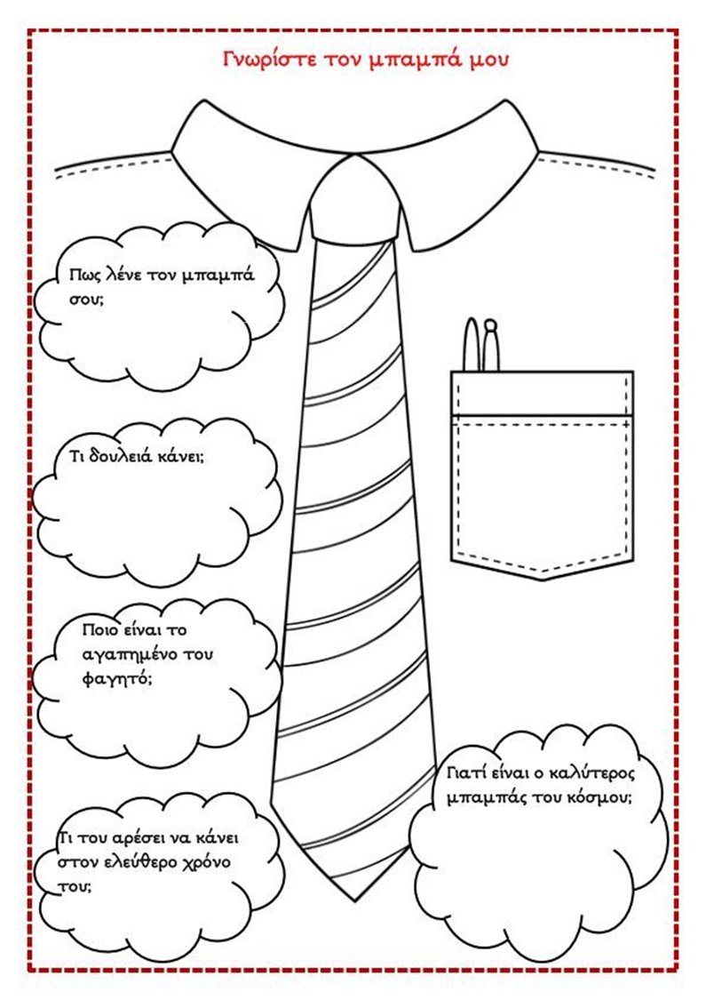 Γνωρίστε τον μπαμπά μου
Πως λένε τον μπαμπά
σου;
Τι δουλειά κάνει;
Ποιο είναι το
αγαπημένο του
φαγητό;
Τι του αρέσει να κάνει
στον ελεύθερο χρόνο
του;
Γιατί είναι ο καλύτερος
μπαμπάς του κόσμου;